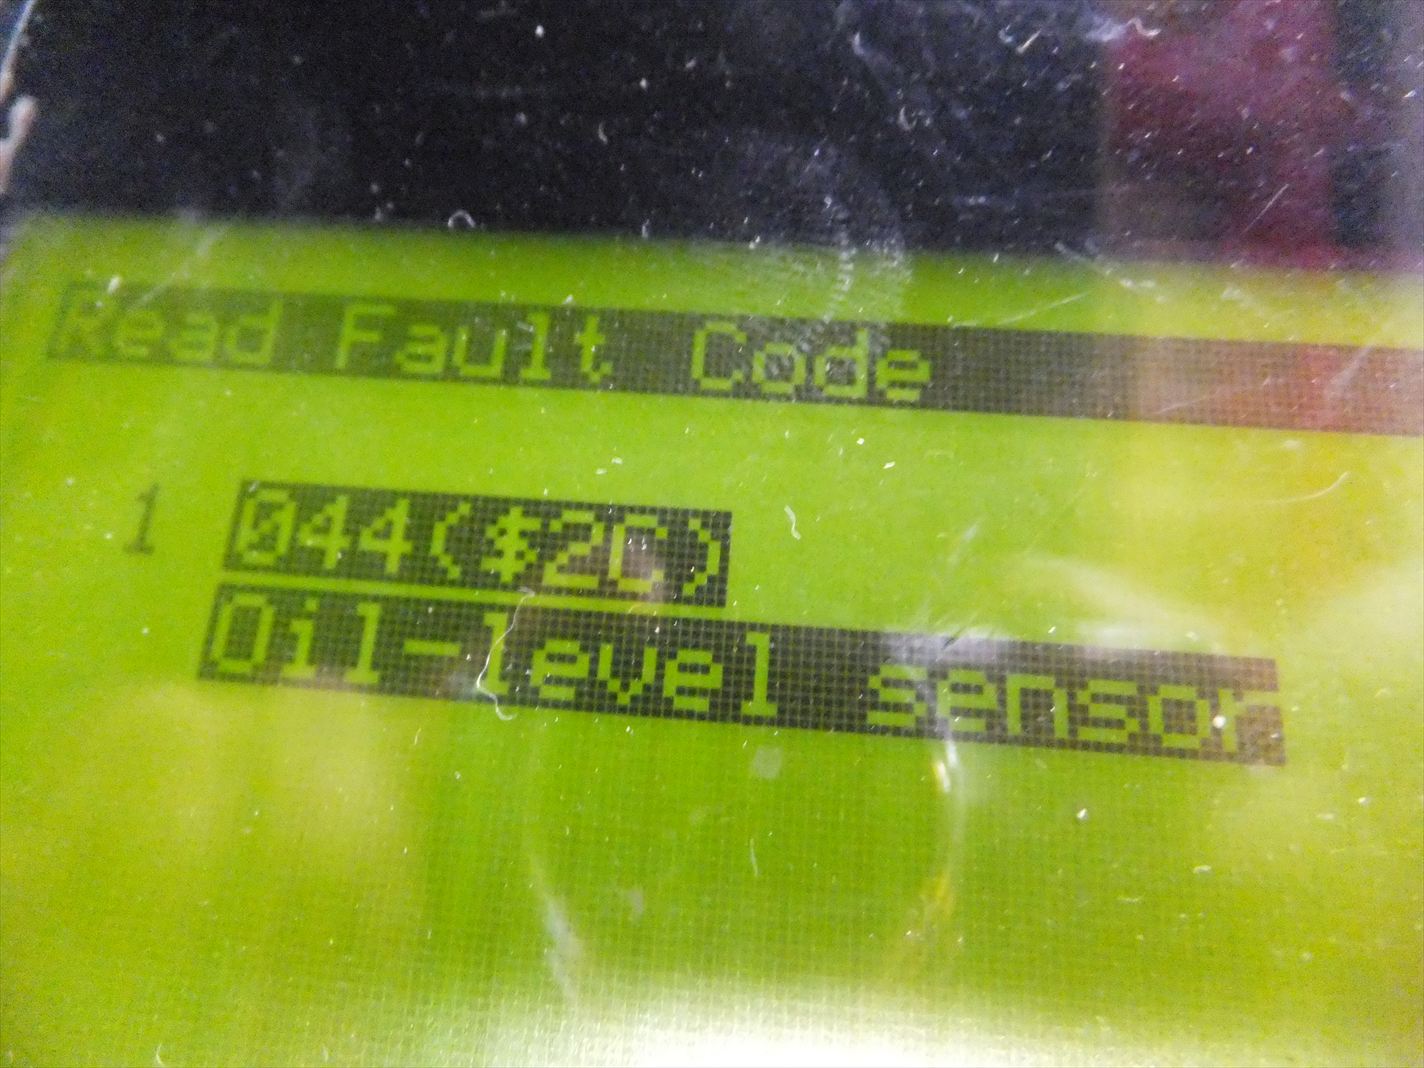 Read Fault Code
1 044($2C)
Oil-level sensor